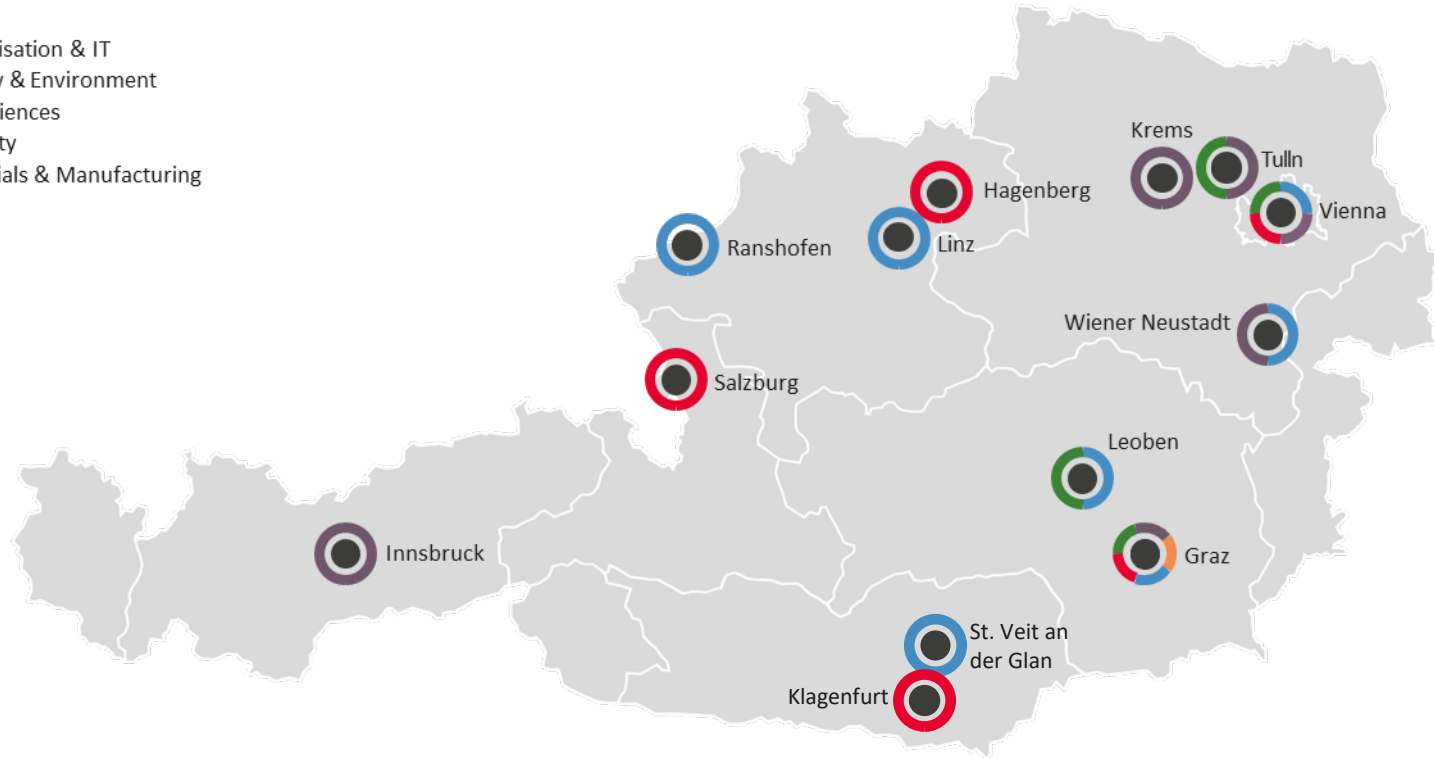 isation & IT
& Environment
iences
ty
ials & Manufacturing
Krems
Tulln
Hagenberg
Vienna
Ranshofen
Linz
Wiener Neustadt
Salzburg
Leoben
Innsbruck
Graz
St. Veit an
der Glan
Klagenfurt